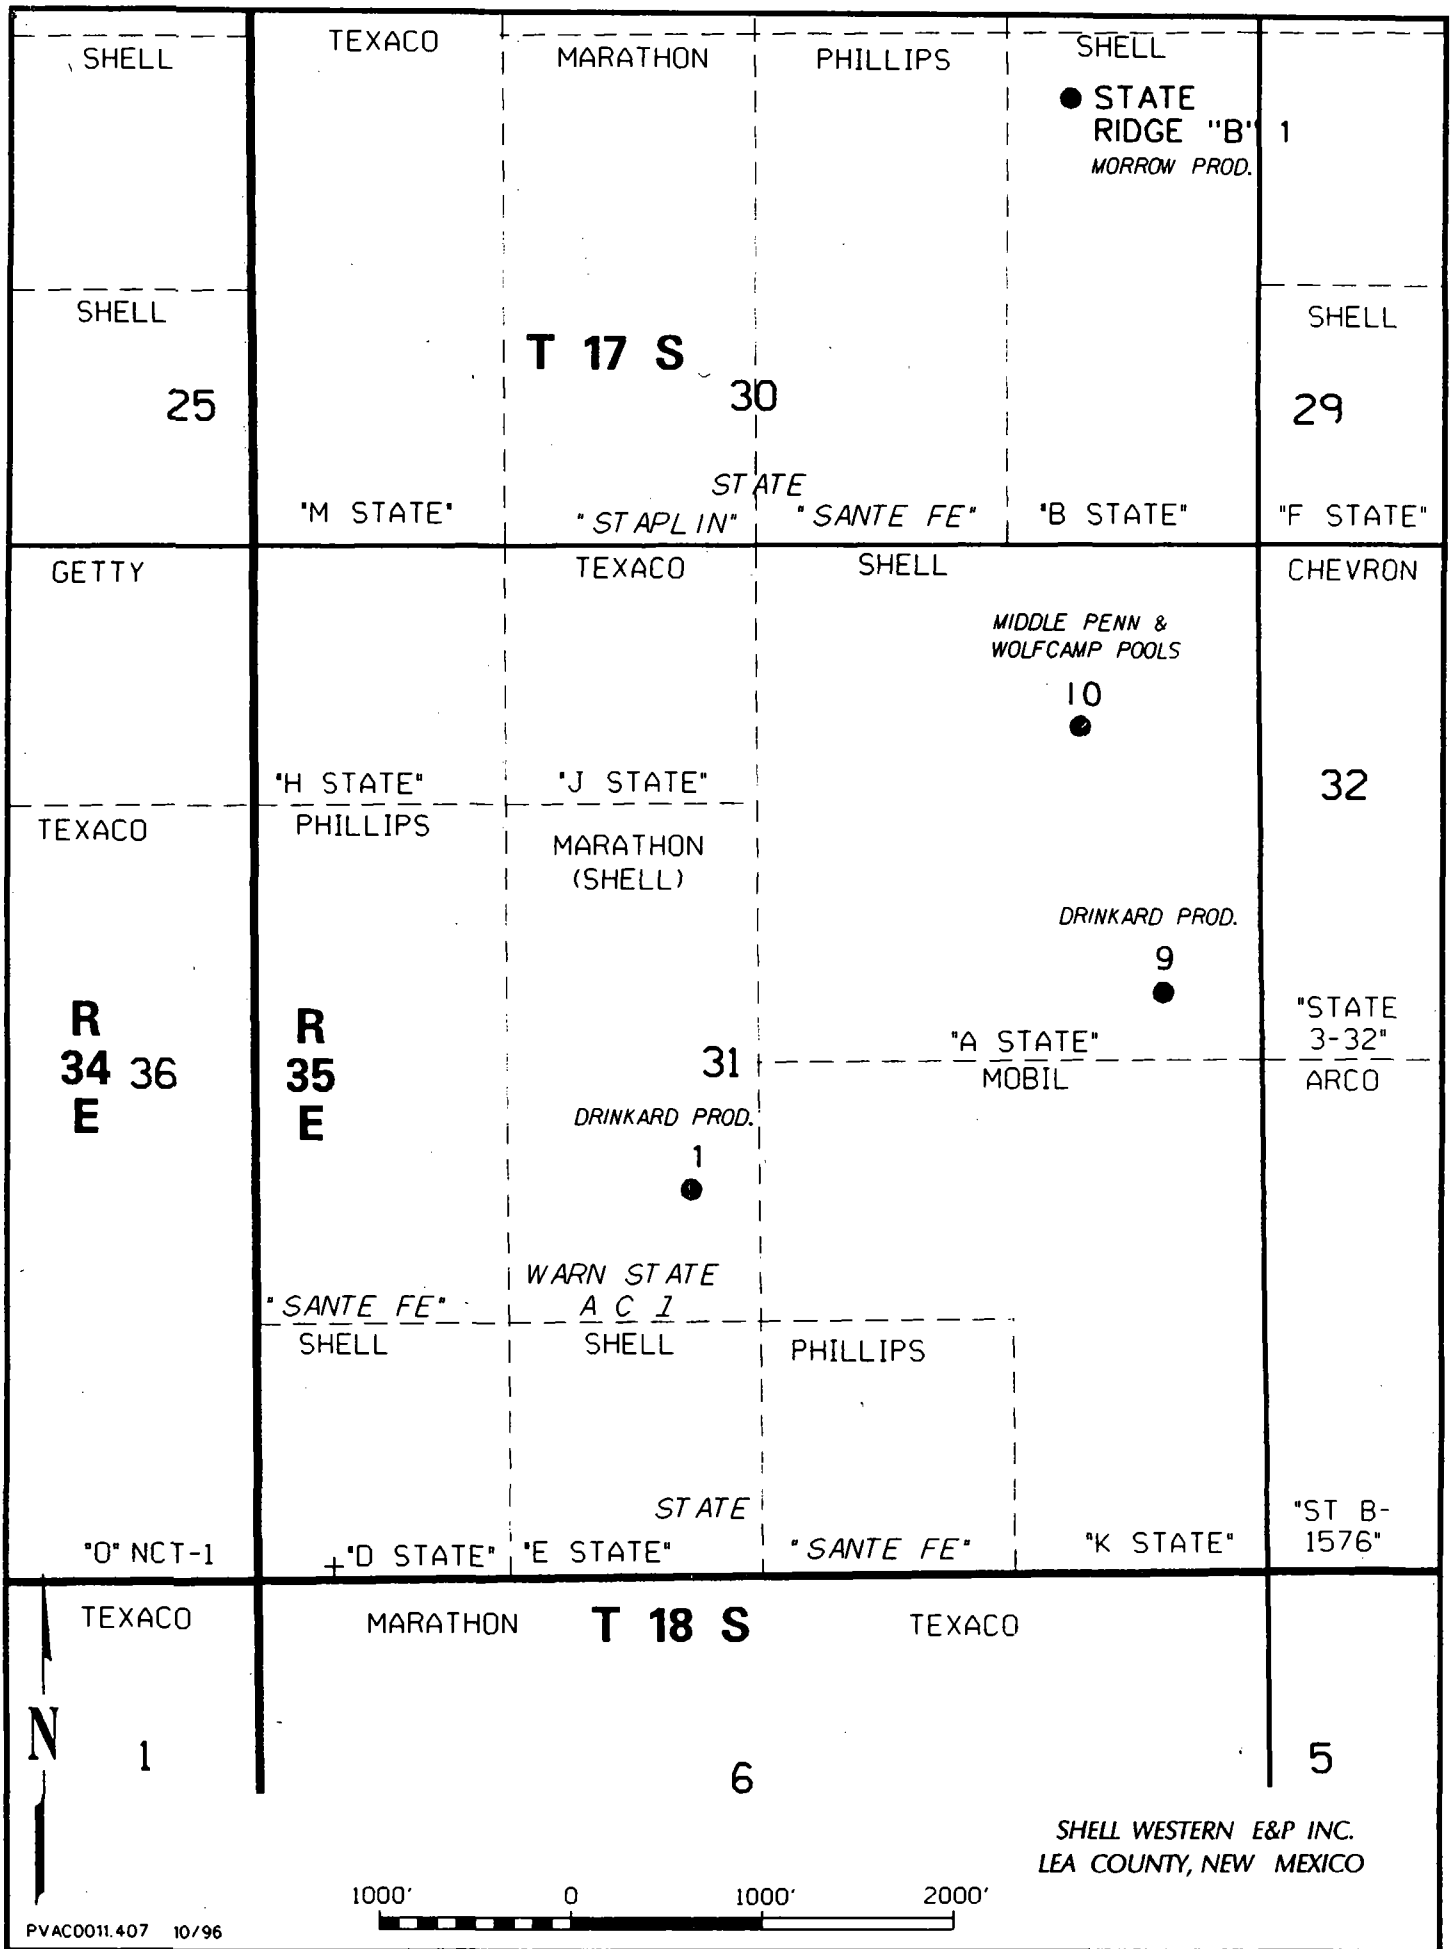 SHELL
TEXACO
MARATHON
PHILLIPS
SHELL
STATE
RIDGE "B" 1
MORROW PROD.
SHELL
SHELL
T 17 S
25
30
29
STATE
"M STATE"
"STAPLIN"
"SANTE FE"
"B STATE"
"F STATE"
GETTY
TEXACO
SHELL
CHEVRON
MIDDLE PENN &
WOLFCAMP POOLS
10
"H STATE"
"J STATE"
32
TEXACO
PHILLIPS
MARATHON
(SHELL)
DRINKARD PROD.
9
R
34 36
E
R
35
E
31
"A STATE"
MOBIL
"STATE
3-32"
ARCO
DRINKARD PROD.
1
WARN STATE
A C 1
"SANTE FE"
SHELL
SHELL
PHILLIPS
STATE
"O" NCT-1
"D STATE"
"E STATE"
"SANTE FE"
"K STATE"
"ST B-
1576"
TEXACO
MARATHON
T 18 S
TEXACO
N
1
6
5
SHELL WESTERN E&P INC.
LEA COUNTY, NEW MEXICO
1000' 0 1000' 2000'
PVAC0011.407 10/96